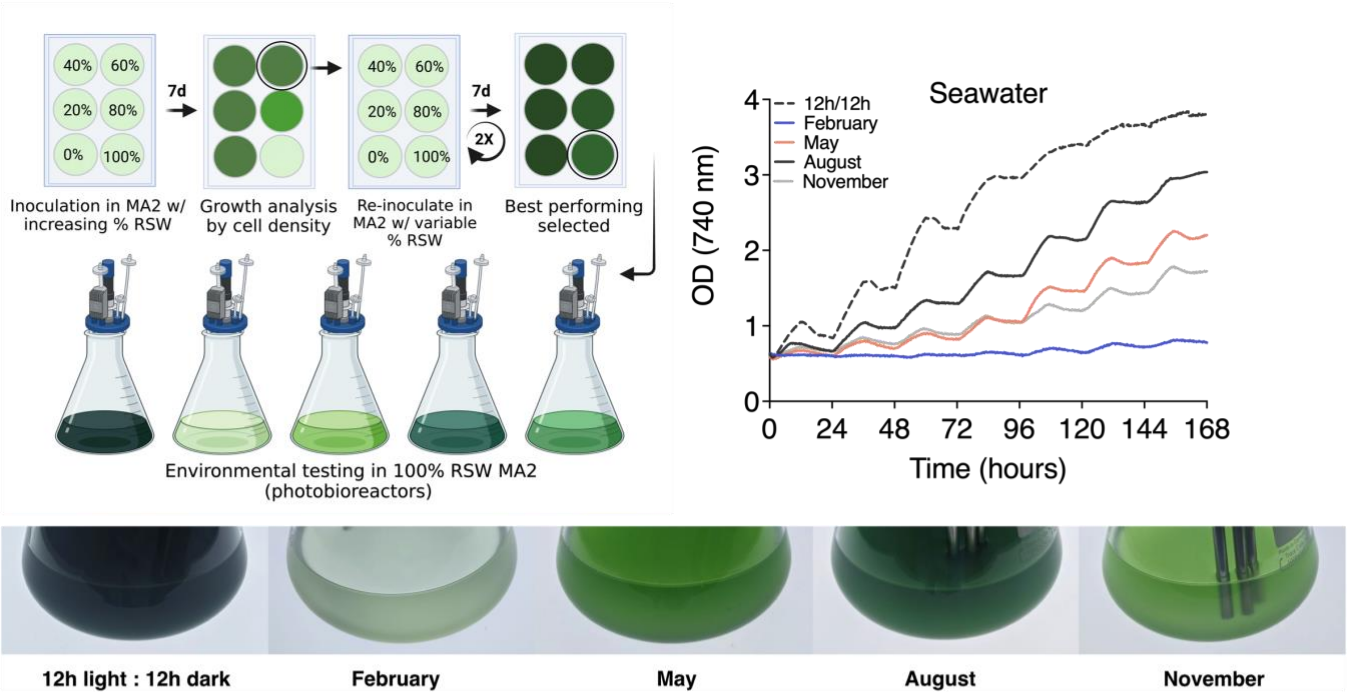 40% 60%
20% 80%
0% 100%
7d
40% 60%
20% 80%
0% 100%
7d
2X
Inoculation in MA2 w/
increasing % RSW
Growth analysis
by cell density
Re-inoculate in
MA2 w/ variable
% RSW
Best performing
selected
Environmental testing in 100% RSW MA2
(photobioreactors)
Seawater
12h/12h
February
May
August
November
OD (740 nm)
4
3
2
1
0
0 24 48 72 96 120 144 168
Time (hours)
12h light : 12h dark
February
May
August
November